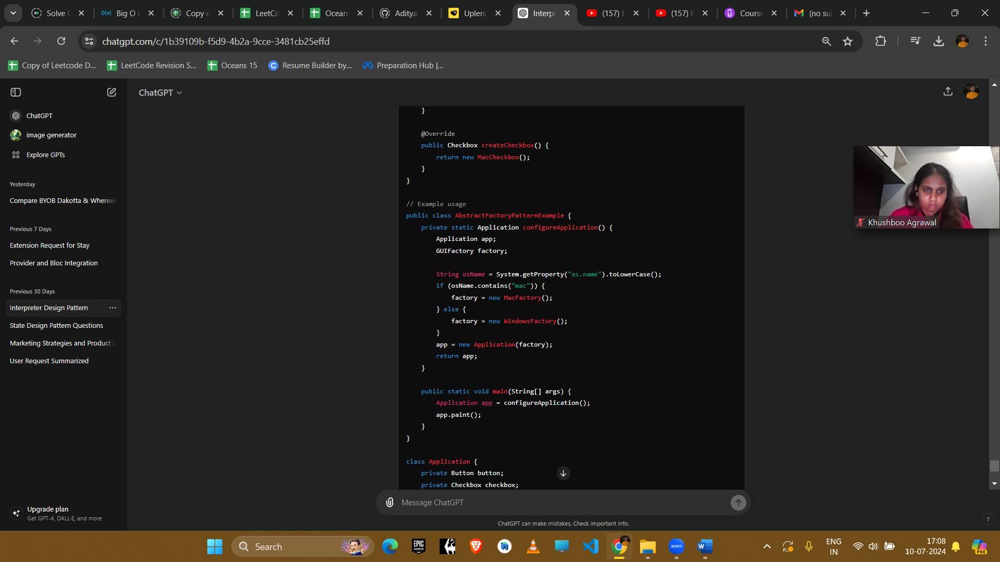 Solve C
O(n)
Big O C
Copy o
LeetCo
Ocean
Aditya
Uplers
Interp
(157) D
(157) I
Course
(no sub
chatgpt.com/c/1b39109b-f5d9-4b2a-9cce-3481cb25effd
Copy of Leetcode D...
LeetCode Revision S...
Oceans 15
Resume Builder by...
Preparation Hub |...
ChatGPT
ChatGPT
image generator
Explore GPTs
Yesterday
Compare BYOB Dakotta & Whereel
Previous 7 Days
Extension Request for Stay
Provider and Bloc Integration
Previous 30 Days
Interpreter Design Pattern
State Design Pattern Questions
Marketing Strategies and Product L
User Request Summarized
Upgrade plan
Get GPT-4, DALL·E, and more
}
@Override
public Checkbox createCheckbox() {
return new MacCheckbox();
}
}
// Example usage
public class AbstractFactoryPatternExample {
private static Application configureApplication() {
Application app;
GUIFactory factory;
String osName = System.getProperty("os.name").toLowerCase();
if (osName.contains("mac")) {
factory = new MacFactory();
} else {
factory = new WindowsFactory();
}
app = new Application(factory);
return app;
}
public static void main(String[] args) {
Application app = configureApplication();
app.paint();
}
}
class Application {
private Button button;
private Checkbox checkbox;
Khushboo Agrawal
Message ChatGPT
ChatGPT can make mistakes. Check important info.
?
Search
EPIC
GAMES
zoom
W
ENG
IN
17:08
10-07-2024
PRE